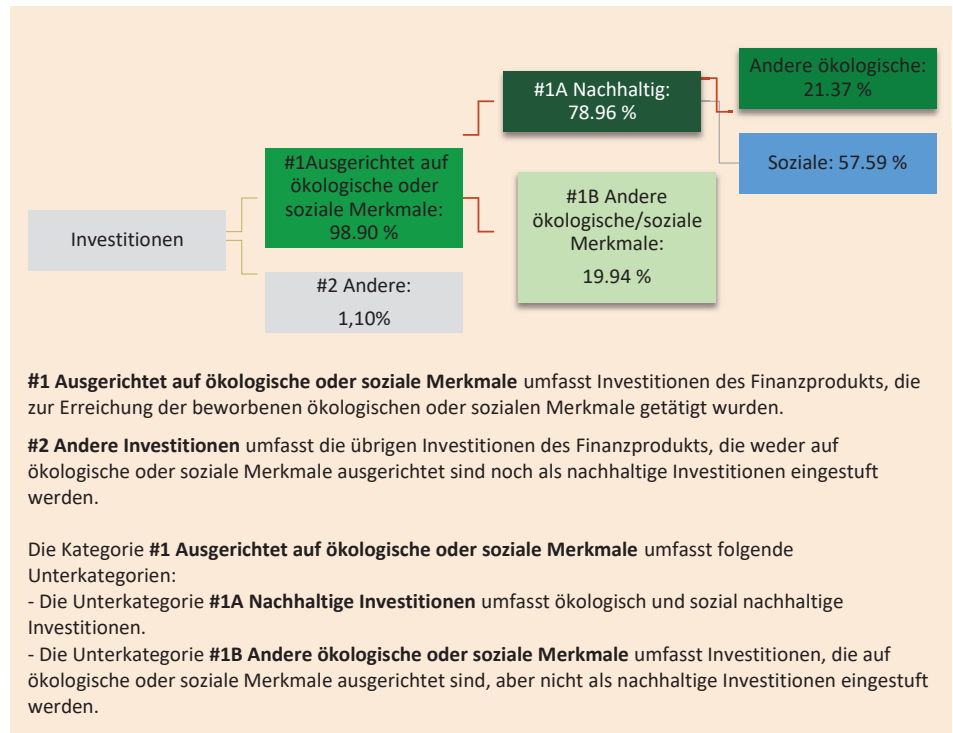 Investitionen
#1Ausgerichtet auf
ökologische oder
soziale Merkmale:
98.90 %
#2 Andere:
1,10%
#1A Nachhaltig:
78.96 %
#1B Andere
ökologische/soziale
Merkmale:
19.94 %
Andere ökologische:
21.37 %
Soziale: 57.59 %
#1 Ausgerichtet auf ökologische oder soziale Merkmale umfasst Investitionen des Finanzprodukts, die
zur Erreichung der beworbenen ökologischen oder sozialen Merkmale getätigt wurden.
#2 Andere Investitionen umfasst die übrigen Investitionen des Finanzprodukts, die weder auf
ökologische oder soziale Merkmale ausgerichtet sind noch als nachhaltige Investitionen eingestuft
werden.
Die Kategorie #1 Ausgerichtet auf ökologische oder soziale Merkmale umfasst folgende
Unterkategorien:
- Die Unterkategorie #1A Nachhaltige Investitionen umfasst ökologisch und sozial nachhaltige
Investitionen.
- Die Unterkategorie #1B Andere ökologische oder soziale Merkmale umfasst Investitionen, die auf
ökologische oder soziale Merkmale ausgerichtet sind, aber nicht als nachhaltige Investitionen eingestuft
werden.